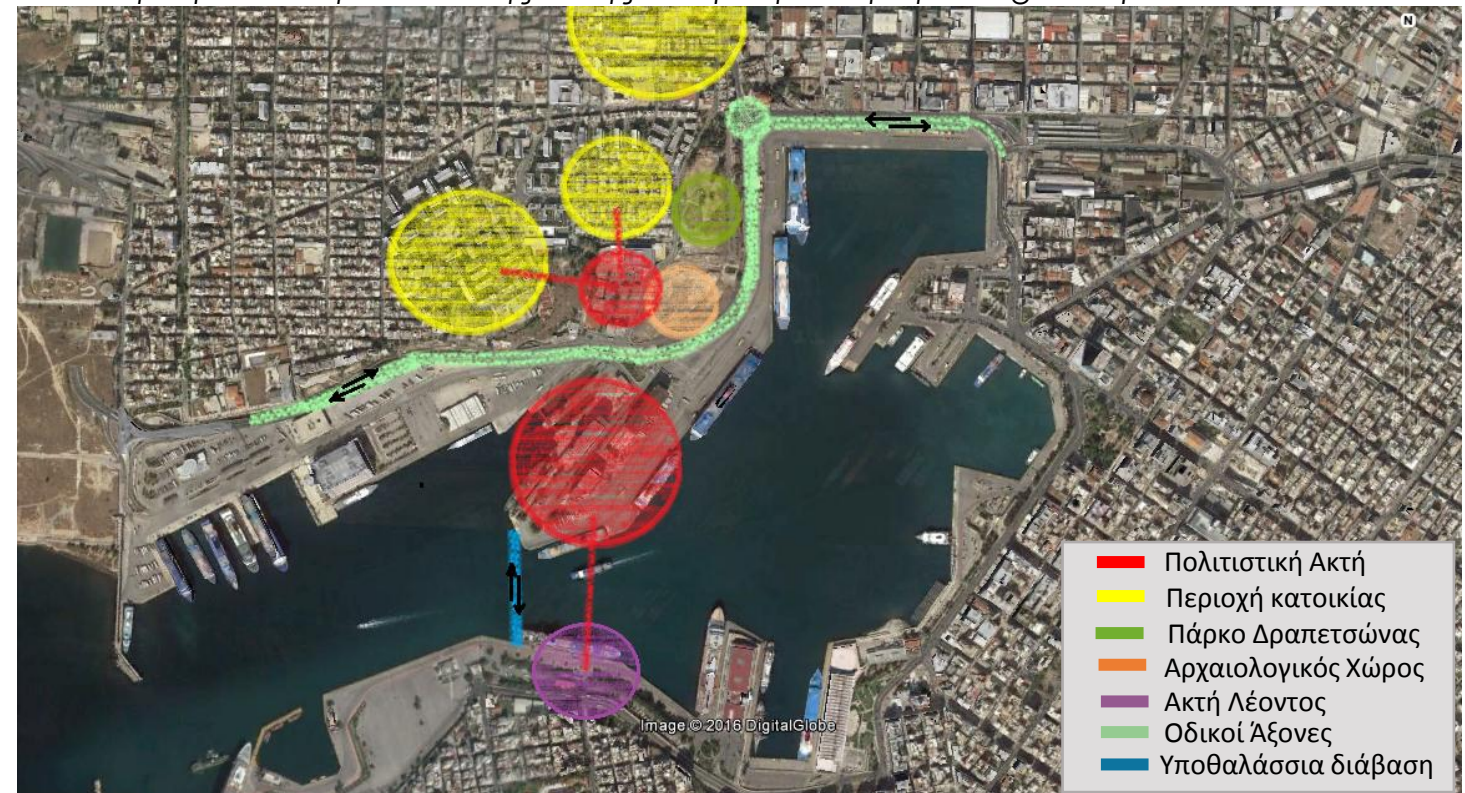 N
Πολιτιστική Ακτή
Περιοχή κατοικίας
Πάρκο Δραπετσώνας
Αρχαιολογικός Χώρος
Ακτή Λέοντος
Οδικοί Άξονες
Υποθαλάσσια διάβαση
Image © 2016 DigitalGlobe